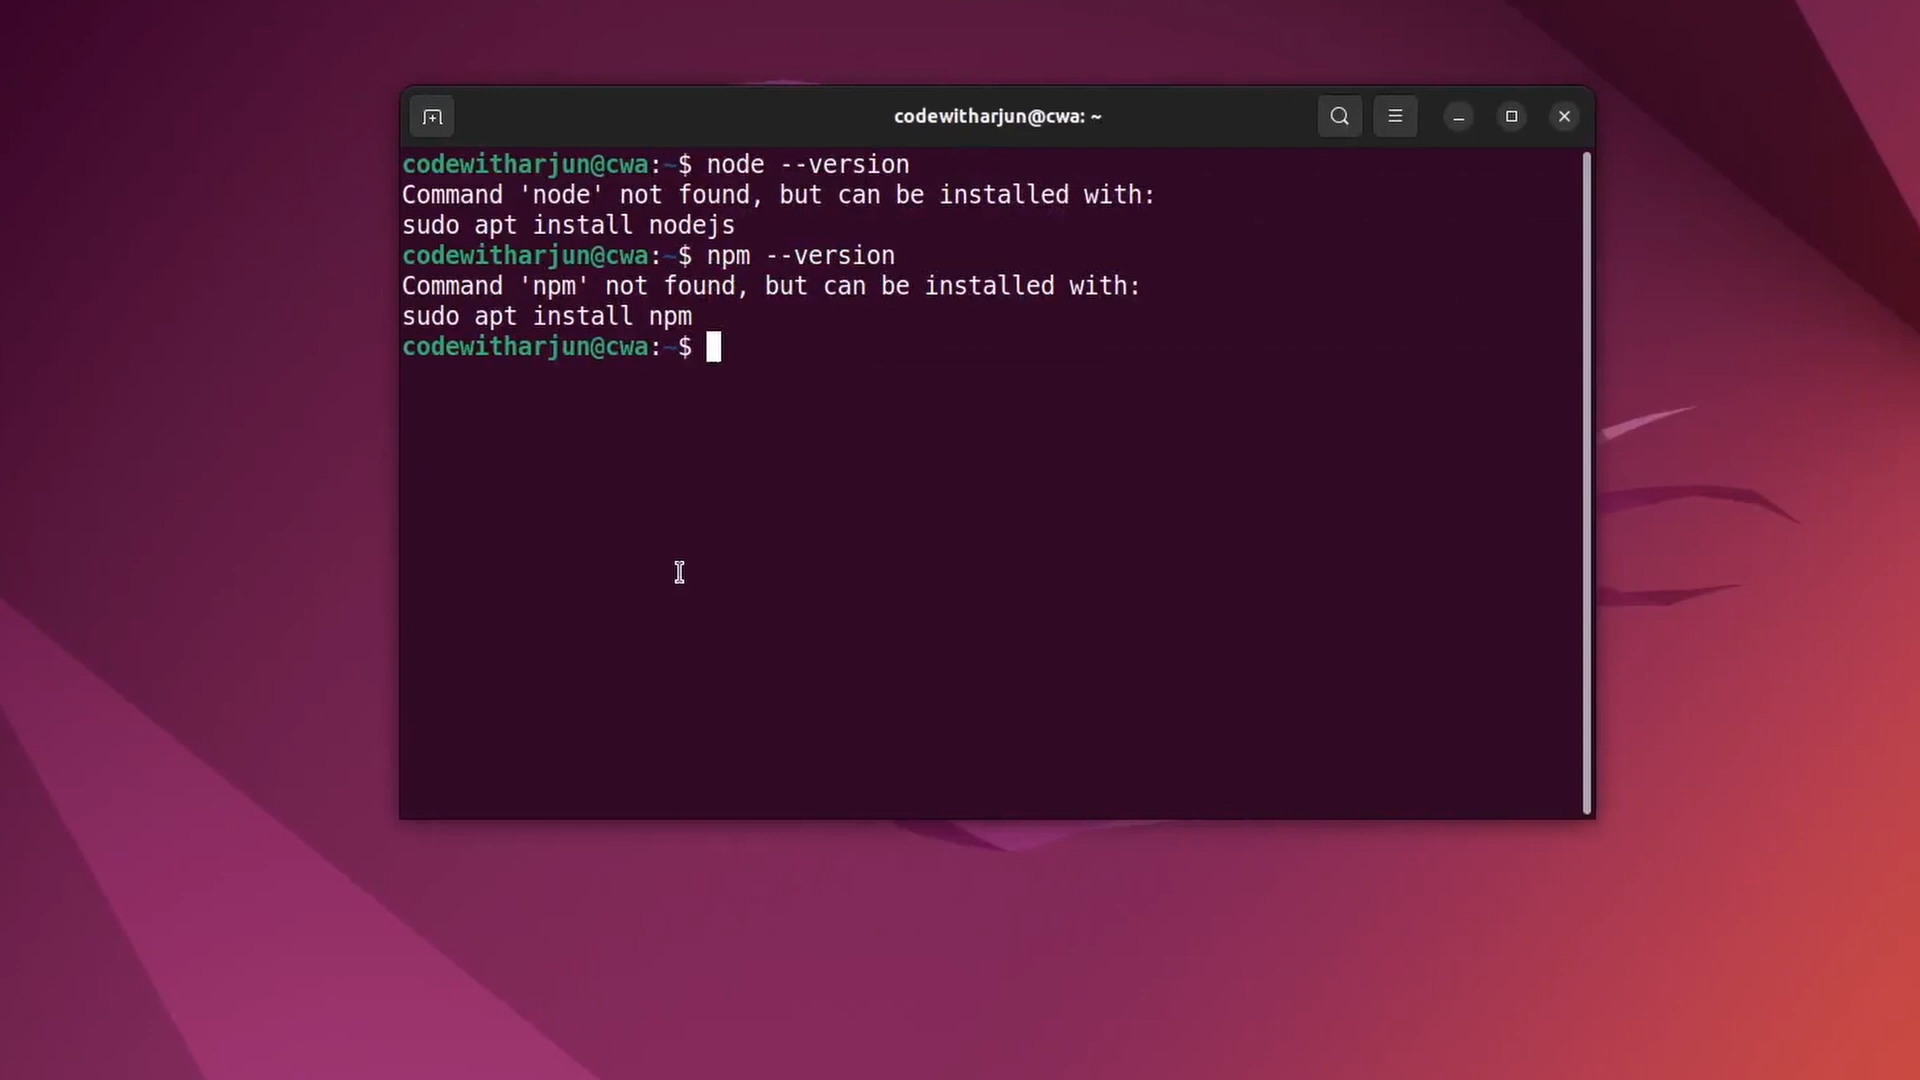 codewitharjun@cwa: ~
codewitharjun@cwa:~$ node --version
Command 'node' not found, but can be installed with:
sudo apt install nodejs
codewitharjun@cwa:~$ npm --version
Command 'npm' not found, but can be installed with:
sudo apt install npm
codewitharjun@cwa:~$